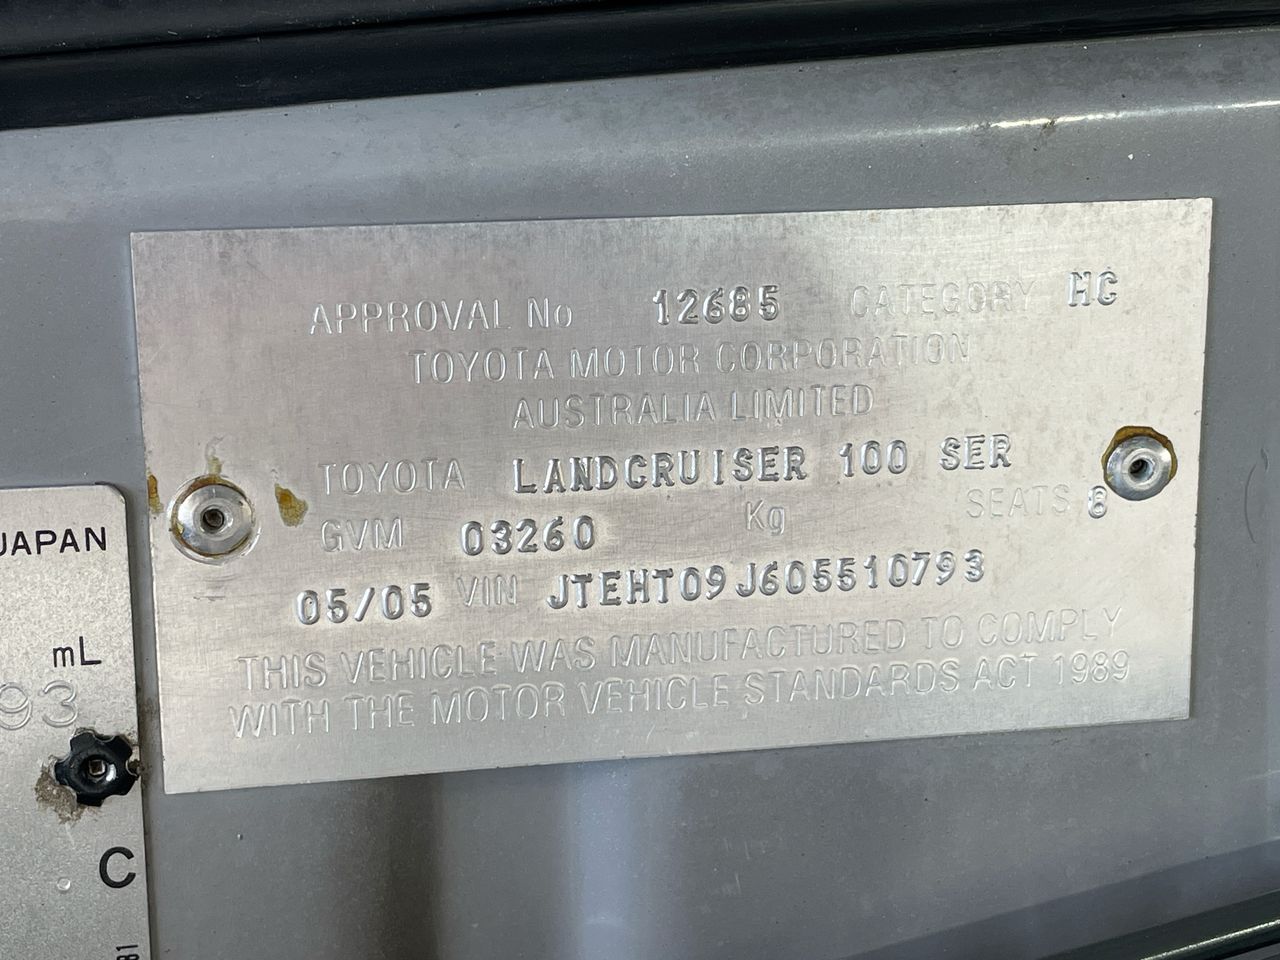 APPROVAL No 12685 CATEGORY MC
TOYOTA MOTOR CORPORATION
AUSTRALIA LIMITED
TOYOTA LANDCRUISER 100 SER
GVM 03260 Kg SEATS 8
05/05 VIN JTEHT09J605510793
THIS VEHICLE WAS MANUFACTURED TO COMPLY
WITH THE MOTOR VEHICLE STANDARDS ACT 1989
JAPAN
mL
93
C
81